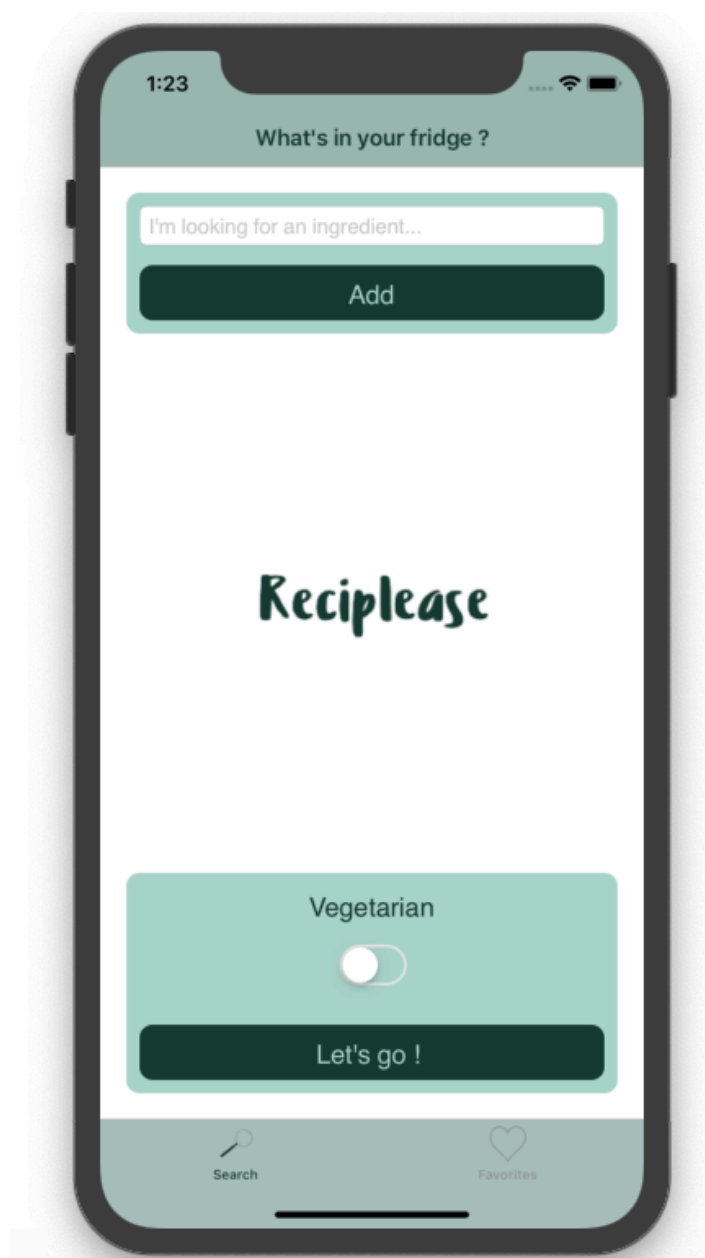 1:23
What's in your fridge ?
I'm looking for an ingredient...
Add
Reciplease
Vegetarian
Let's go !
Search
Favorites